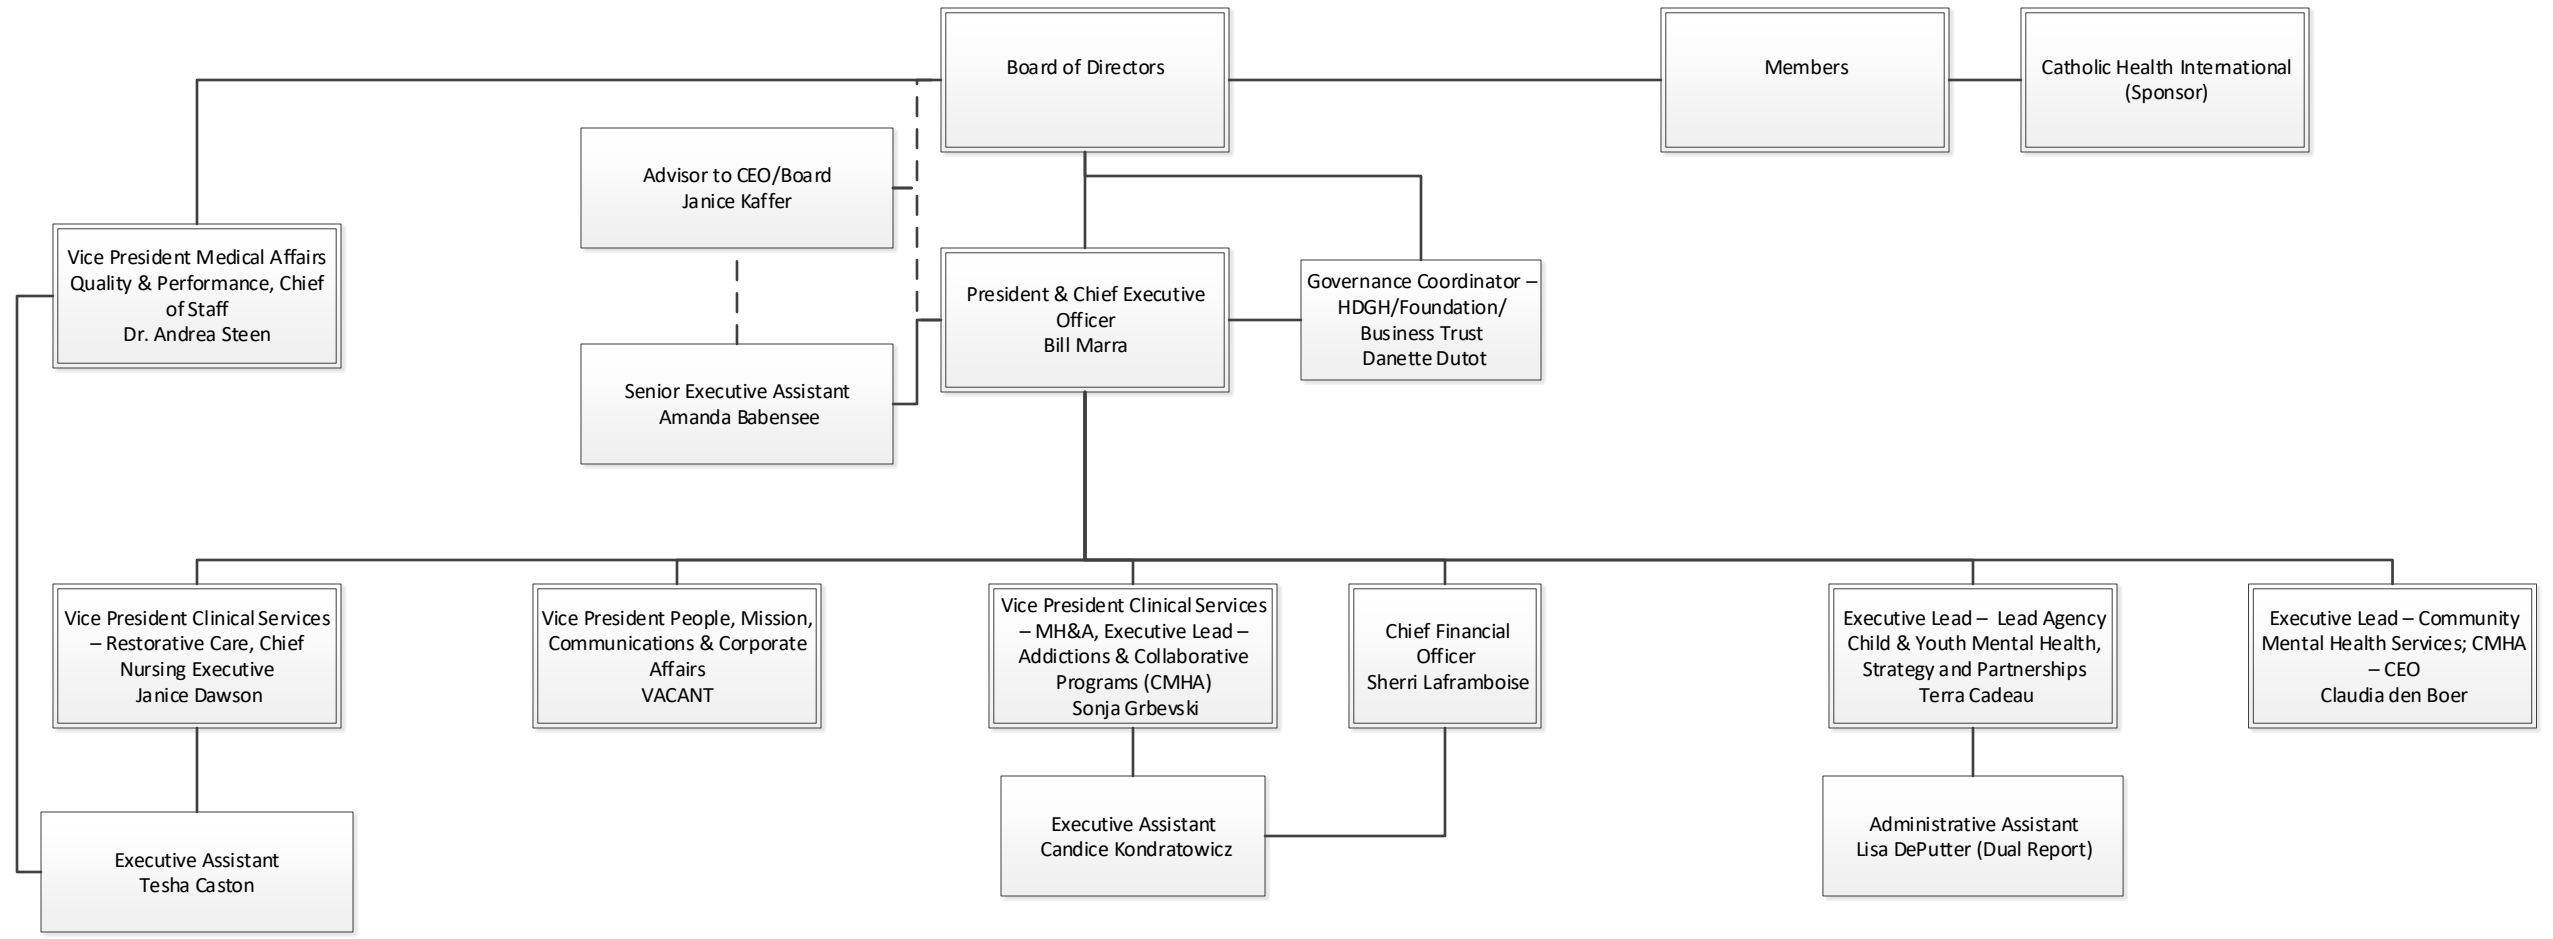 Board of Directors
Members
Catholic Health International
(Sponsor)
Advisor to CEO/Board
Janice Kaffer
Vice President Medical Affairs
Quality & Performance, Chief
of Staff
Dr. Andrea Steen
President & Chief Executive
Officer
Bill Marra
Governance Coordinator –
HDGH/Foundation/
Business Trust
Danette Dutot
Senior Executive Assistant
Amanda Babensee
Vice President Clinical Services
– Restorative Care, Chief
Nursing Executive
Janice Dawson
Vice President People, Mission,
Communications & Corporate
Affairs
VACANT
Vice President Clinical Services
– MH&A, Executive Lead –
Addictions & Collaborative
Programs (CMHA)
Sonja Grbevski
Chief Financial
Officer
Sherri Laframboise
Executive Lead – Lead Agency
Child & Youth Mental Health,
Strategy and Partnerships
Terra Cadeau
Executive Lead – Community
Mental Health Services; CMHA
– CEO
Claudia den Boer
Executive Assistant
Tesha Caston
Executive Assistant
Candice Kondratowicz
Administrative Assistant
Lisa DePutter (Dual Report)